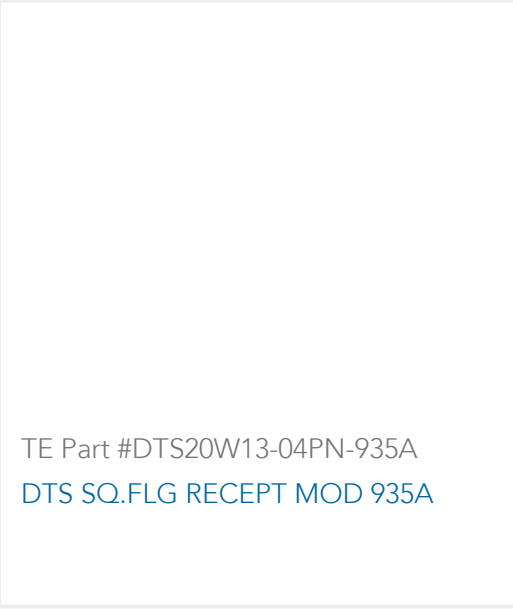 TE Part #DTS20W13-04PN-935A
DTS SQ.FLG RECEPT MOD 935A